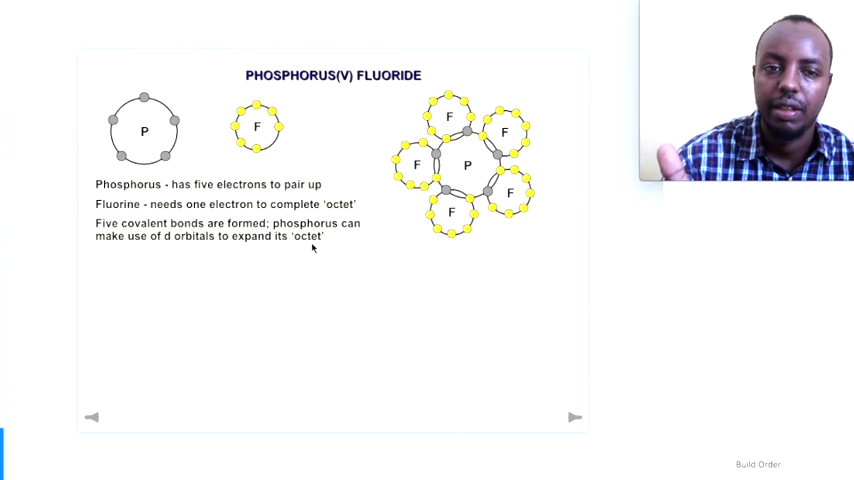 PHOSPHORUS(V) FLUORIDE
P
F
F
F
F
P
F
F
Phosphorus - has five electrons to pair up
Fluorine - needs one electron to complete ‘octet’
Five covalent bonds are formed; phosphorus can
make use of d orbitals to expand its ‘octet’
Build Order